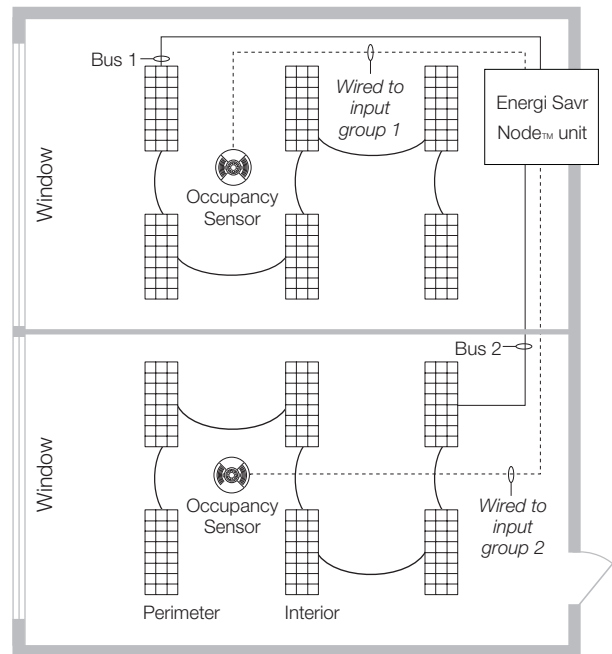 Bus 1
Wired to
input
group 1
Energi Savr
Node™ unit
Window
Occupancy
Sensor
Bus 2
Window
Occupancy
Sensor
Wired to
input
group 2
Perimeter
Interior